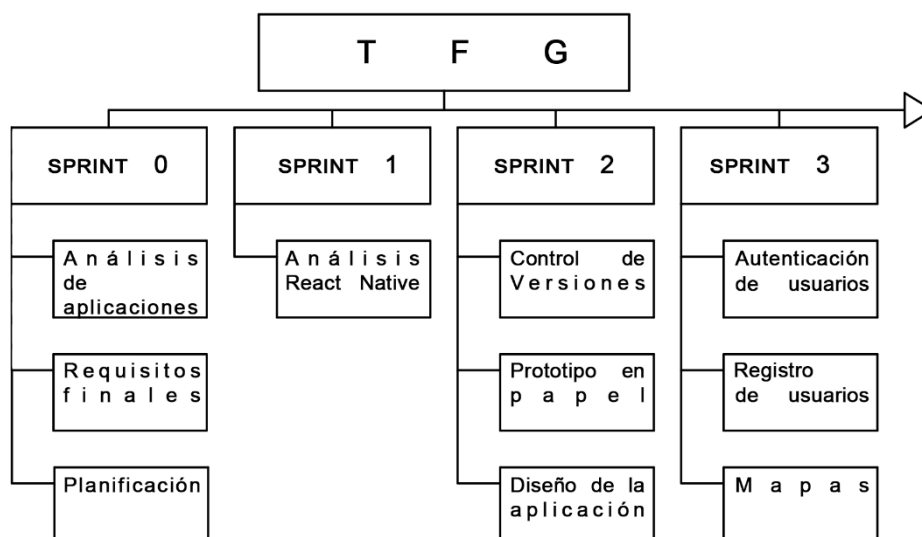 T F G
SPRINT 0
SPRINT 1
SPRINT 2
SPRINT 3
Análisis
de
aplicaciones
Requisitos
finales
Planificación
Análisis
React Native
Control de
Versiones
Prototipo en
papel
Diseño de la
aplicación
Autenticación
de usuarios
Registro
de usuarios
Mapas